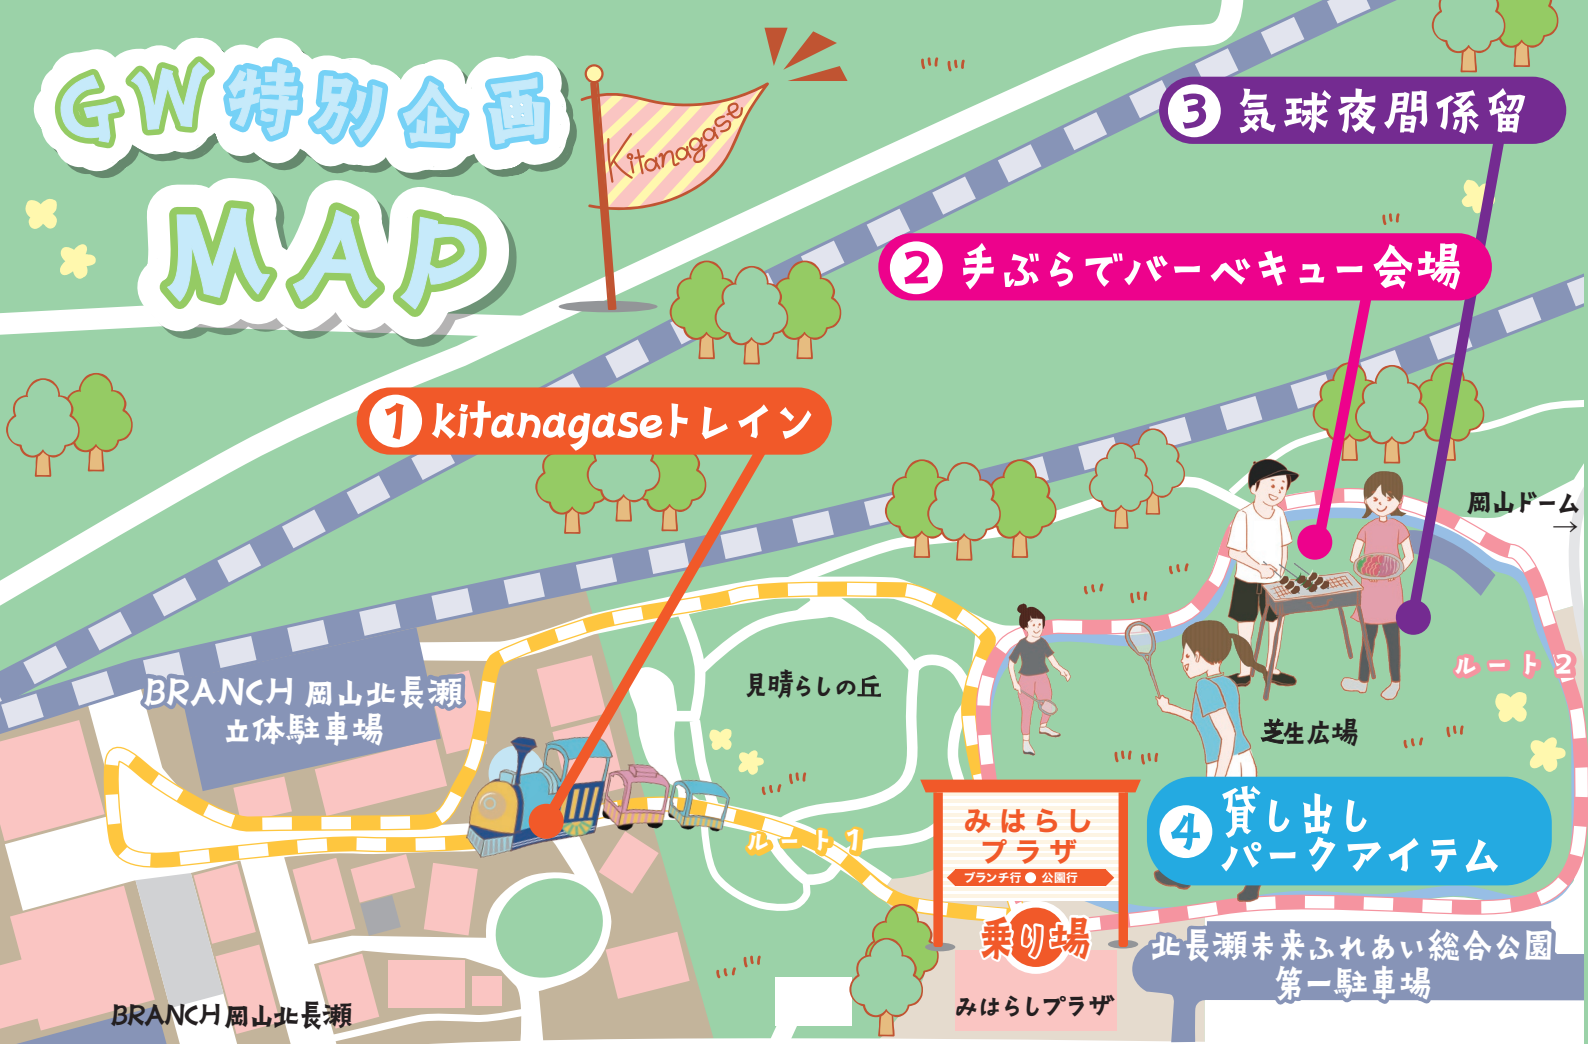 GW特別企画
MAP
Kitanagase
3 気球夜間係留
2 手ぶらでバーベキュー会場
1 kitanagaseトレイン
岡山ドーム
→
ルート2
BRANCH 岡山北長瀬
立体駐車場
見晴らしの丘
芝生広場
4 貸し出し
パークアイテム
ルート1
みはらし
プラザ
ブランチ行 公園行
乗り場
みはらしプラザ
北長瀬未来ふれあい総合公園
第一駐車場
BRANCH岡山北長瀬